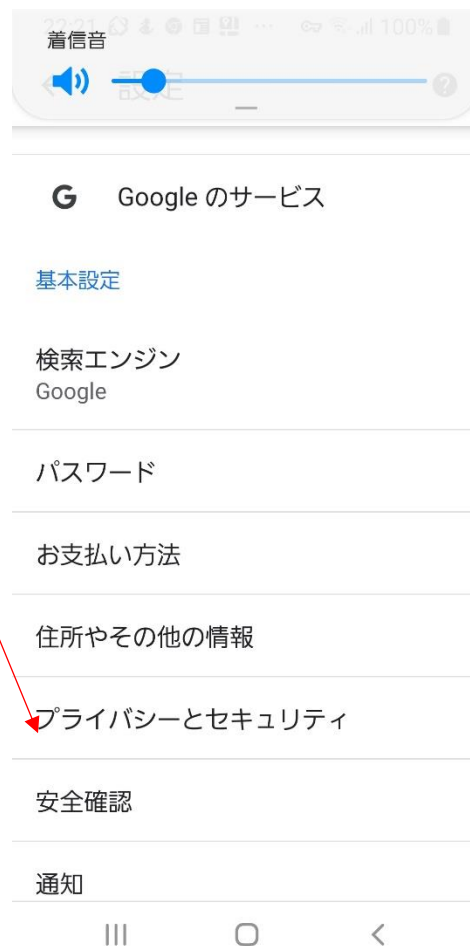 着信音
22:21 100%
設定
G Google のサービス
基本設定
検索エンジン
Google
パスワード
お支払い方法
住所やその他の情報
プライバシーとセキュリティ
安全確認
通知